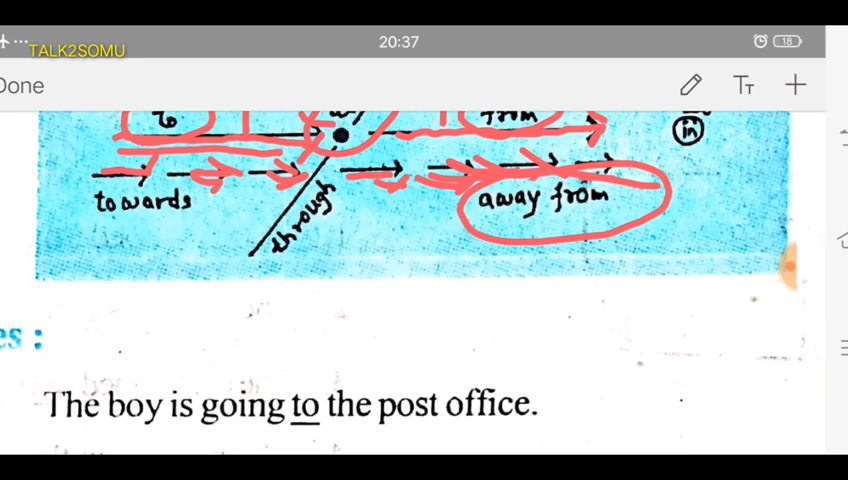 20:37
18
TALK2SOMU
Done
TT
to
from
in
towards
through
away from
es :
The boy is going to the post office.